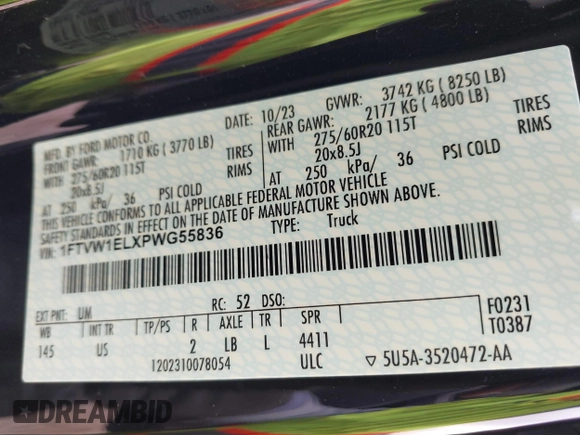 MFD. BY FORD MOTOR CO.
DATE: 10/23
GVWR: 3742 KG ( 8250 LB)
FRONT GAWR: 1710 KG ( 3770 LB)
REAR GAWR: 2177 KG ( 4800 LB)
WITH 275/60R20 115T TIRES
WITH 275/60R20 115T TIRES
20x8.5J RIMS
20x8.5J RIMS
AT 250 kPa/ 36 PSI COLD
AT 250 kPa/ 36 PSI COLD
THIS VEHICLE CONFORMS TO ALL APPLICABLE FEDERAL MOTOR VEHICLE
SAFETY STANDARDS IN EFFECT ON THE DATE OF MANUFACTURE SHOWN ABOVE.
VIN: 1FTVW1ELXPWG55836
TYPE: Truck
EXT PNT: UM RC: 52 DSO:
WB INT TR TP/PS R AXLE TR SPR
145 US 2 LB L 4411
F0231
T0387
1202310078054 ULC ▽ 5U5A-3520472-AA
DREAMBID